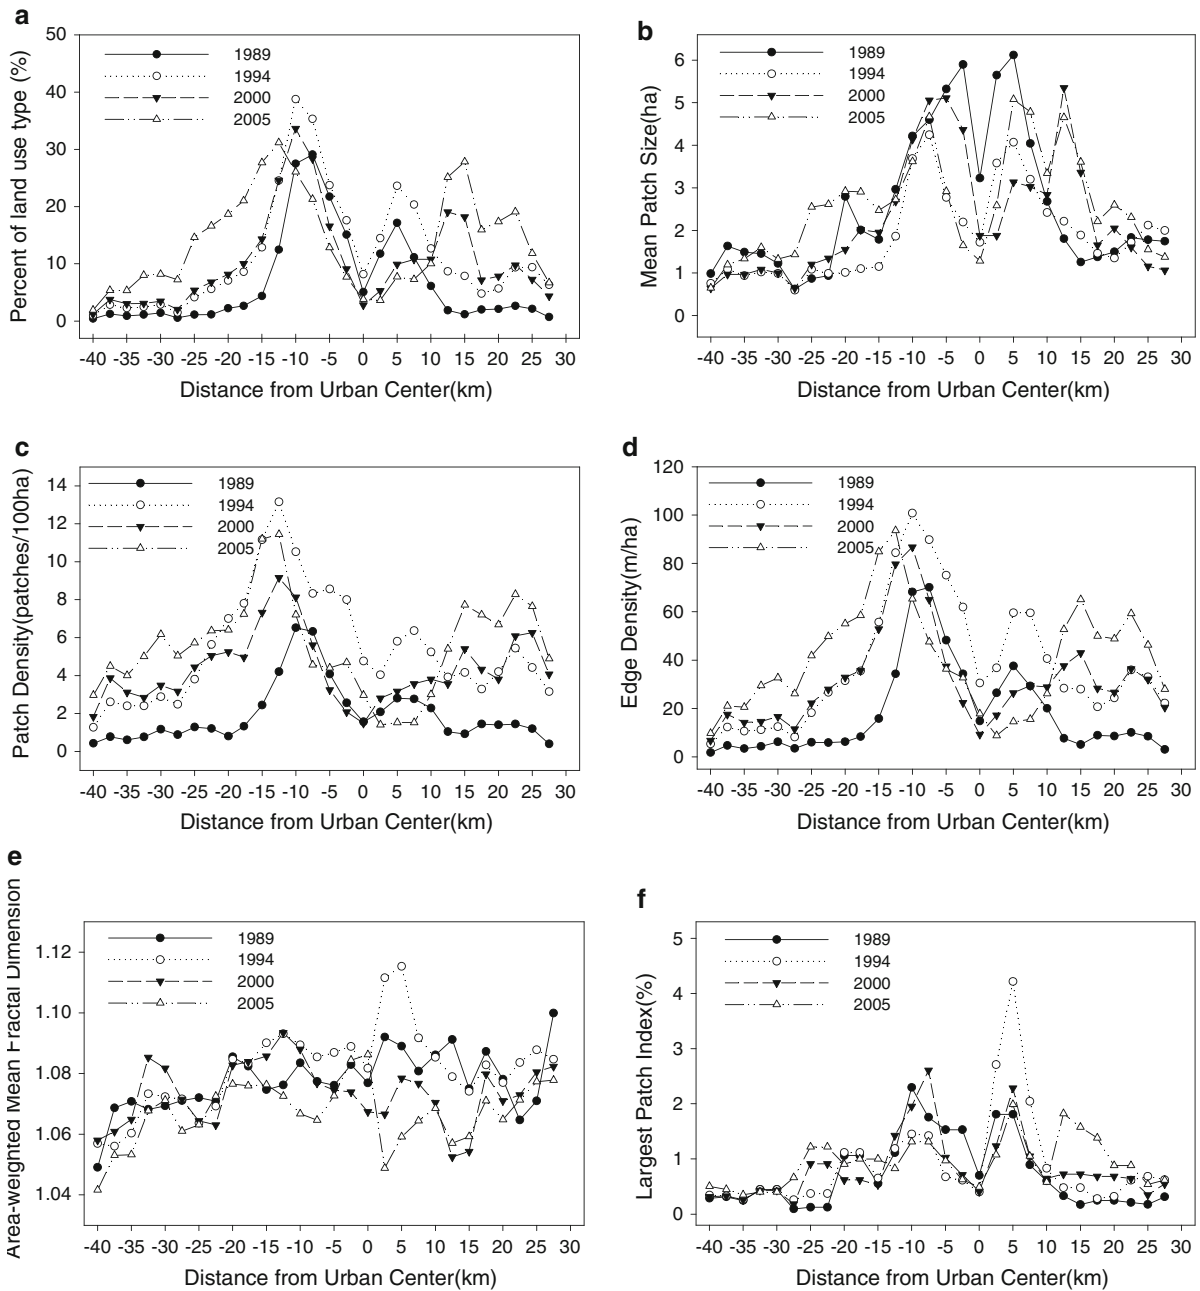 a
50
40
30
20
10
0
1989
1994
2000
2005
Percent of land use type (%)
-40 -35 -30 -25 -20 -15 -10 -5 0 5 10 15 20 25 30
Distance from Urban Center(km)
b
6
5
4
3
2
1
0
1989
1994
2000
2005
Mean Patch Size(ha)
-40 -35 -30 -25 -20 -15 -10 -5 0 5 10 15 20 25 30
Distance from Urban Center(km)
c
14
12
10
8
6
4
2
0
1989
1994
2000
2005
Patch Density(patches/100ha)
-40 -35 -30 -25 -20 -15 -10 -5 0 5 10 15 20 25 30
Distance from Urban Center(km)
d
120
100
80
60
40
20
0
1989
1994
2000
2005
Edge Density(m/ha)
-40 -35 -30 -25 -20 -15 -10 -5 0 5 10 15 20 25 30
Distance from Urban Center(km)
e
1.12
1.10
1.08
1.06
1.04
1989
1994
2000
2005
Area-weighted Mean Fractal Dimension
-40 -35 -30 -25 -20 -15 -10 -5 0 5 10 15 20 25 30
Distance from Urban Center(km)
f
5
4
3
2
1
0
1989
1994
2000
2005
Largest Patch Index(%)
-40 -35 -30 -25 -20 -15 -10 -5 0 5 10 15 20 25 30
Distance from Urban Center(km)